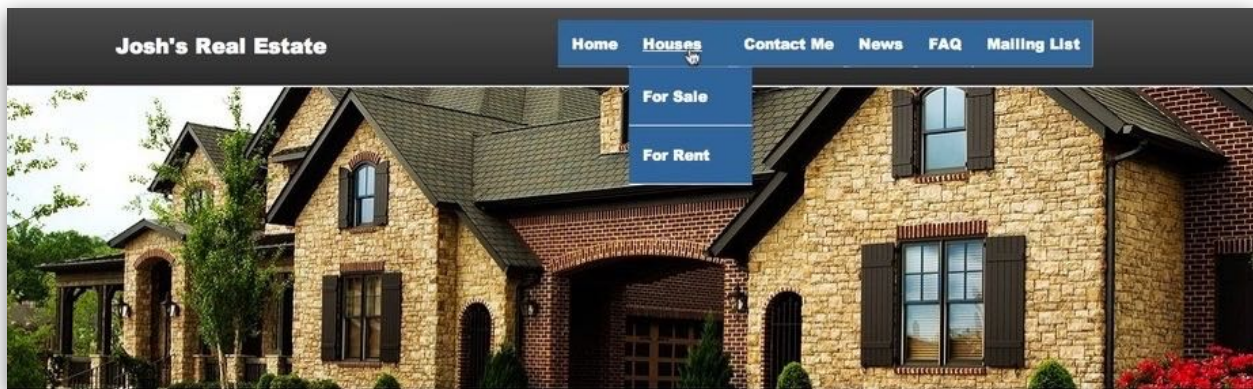 Josh's Real Estate
Home Houses Contact Me News FAQ Mailing List
For Sale
For Rent